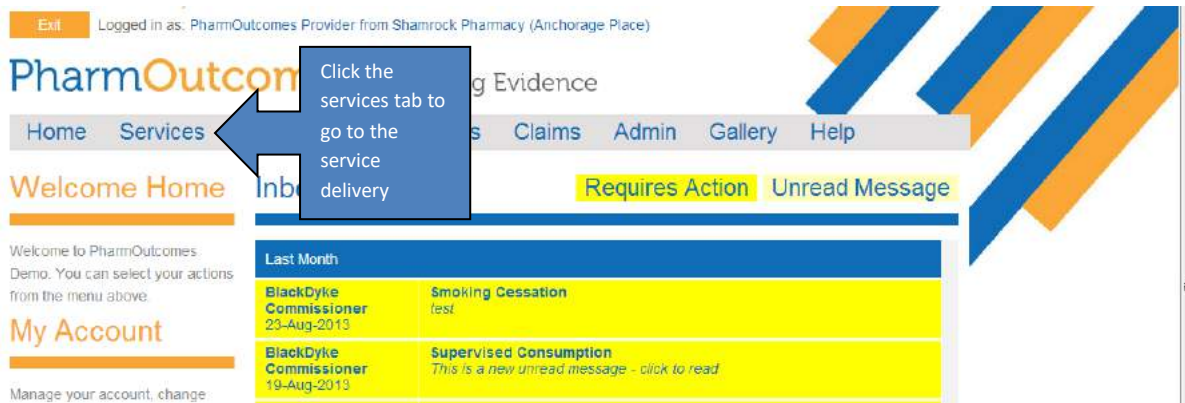 Exit Logged in as: PharmOutcomes Provider from Shamrock Pharmacy (Anchorage Place)
PharmOutcom g Evidence
Home Services s Claims Admin Gallery Help
Click the
services tab to
go to the
service
delivery
Welcome Home
Welcome to PharmOutcomes
Demo. You can select your actions
from the menu above.
My Account
Manage your account, change
Inbo Requires Action Unread Message
Last Month
BlackDyke
Commissioner
23-Aug-2013
Smoking Cessation
test
BlackDyke
Commissioner
19-Aug-2013
Supervised Consumption
This is a new unread message - click to read